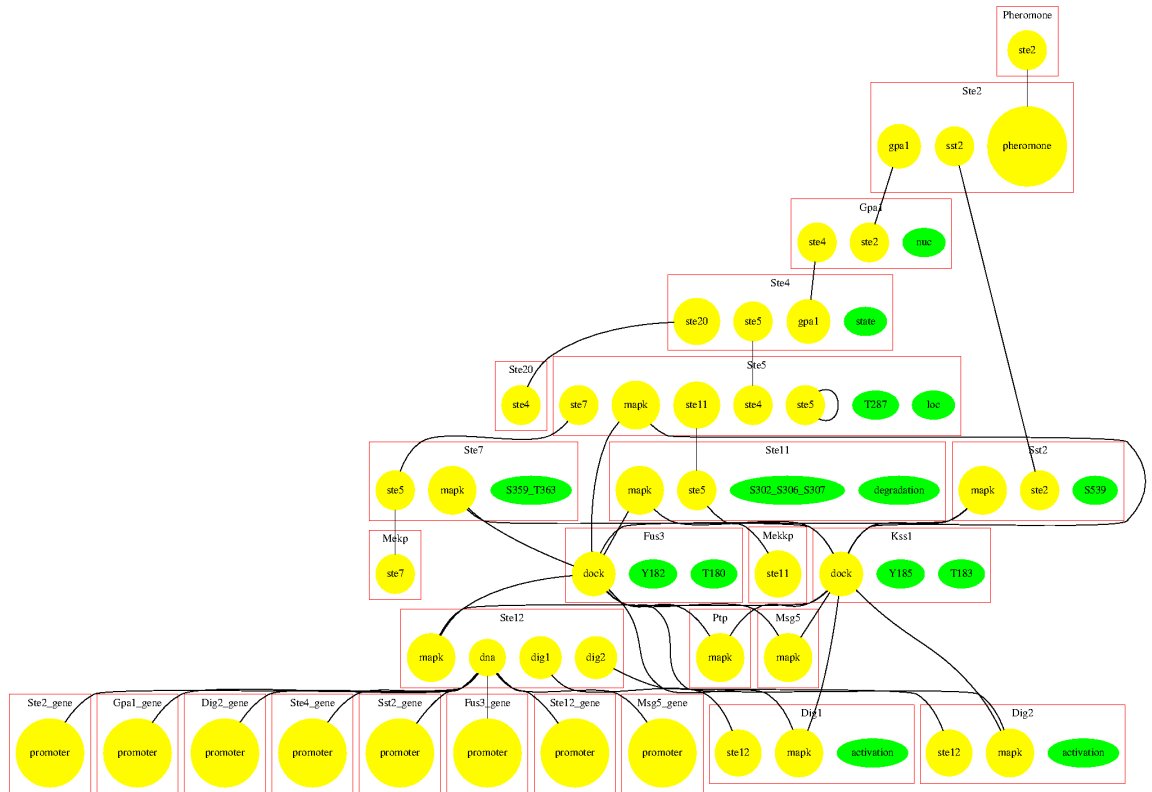 Pheromone
ste2
Ste2
gpa1 sst2 pheromone
Gpa1
ste4 ste2 nuc
Ste4
ste20 ste5 gpa1 state
Ste20 Ste5
ste4 ste7 mapk ste11 ste4 ste5 T287 loc
Ste7 Ste11 Sst2
ste5 mapk S359_T363 mapk ste5 S302_S306_S307 degradation mapk ste2 S539
Mekp Fus3 Mekkp Kss1
ste7 dock Y182 T180 ste11 dock Y185 T183
Ste12 Ptp Msg5
mapk dna dig1 dig2 mapk mapk
Ste2_gene Gpa1_gene Dig2_gene Ste4_gene Sst2_gene Fus3_gene Ste12_gene Msg5_gene Dig1 Dig2
promoter promoter promoter promoter promoter promoter promoter promoter ste12 mapk activation ste12 mapk activation